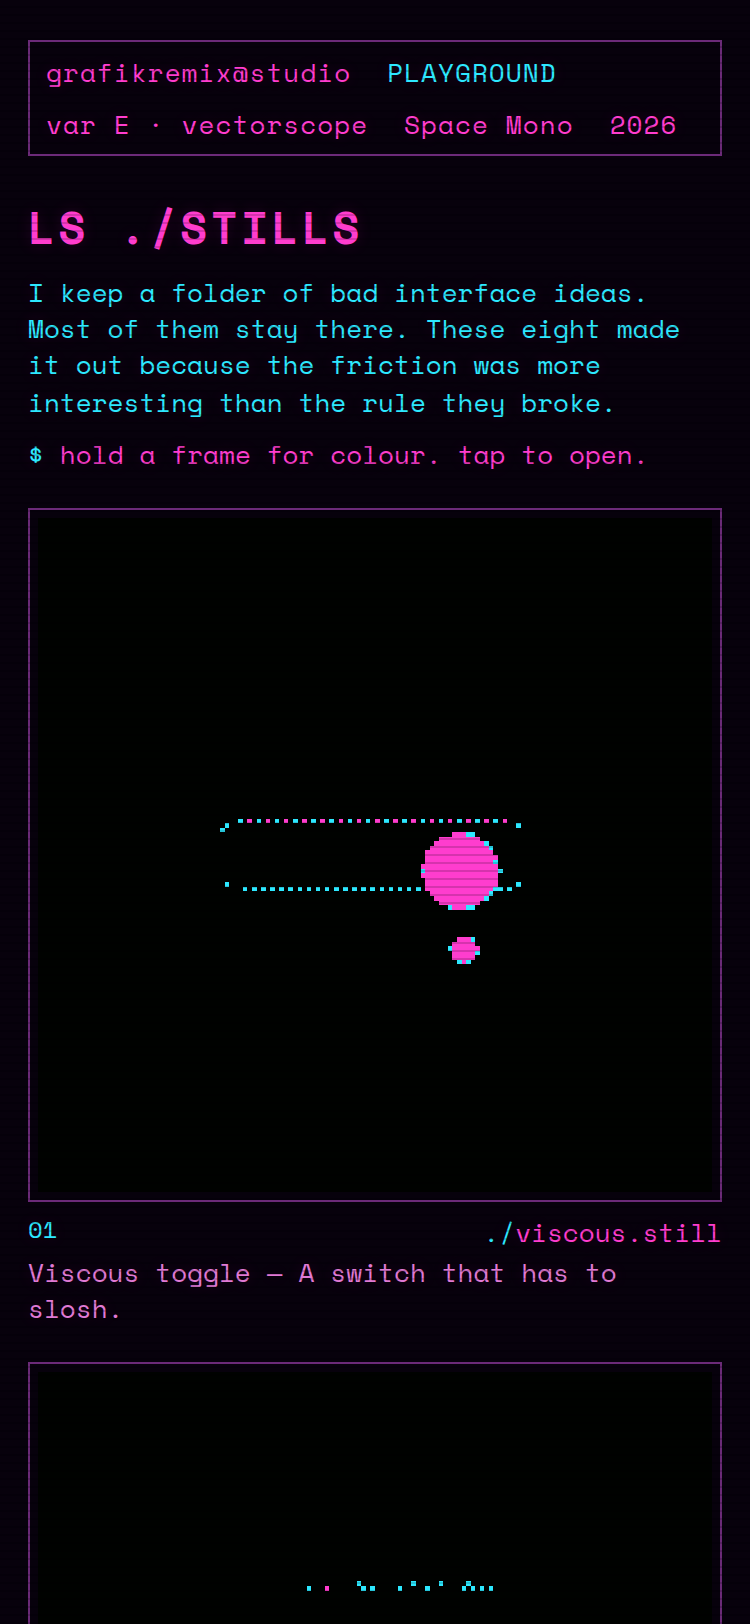 grafikremix@studio PLAYGROUND
var E · vectorscope Space Mono 2026
LS ./STILLS
I keep a folder of bad interface ideas.
Most of them stay there. These eight made
it out because the friction was more
interesting than the rule they broke.
$ hold a frame for colour. tap to open.
01 ./viscous.still
Viscous toggle — A switch that has to
slosh.